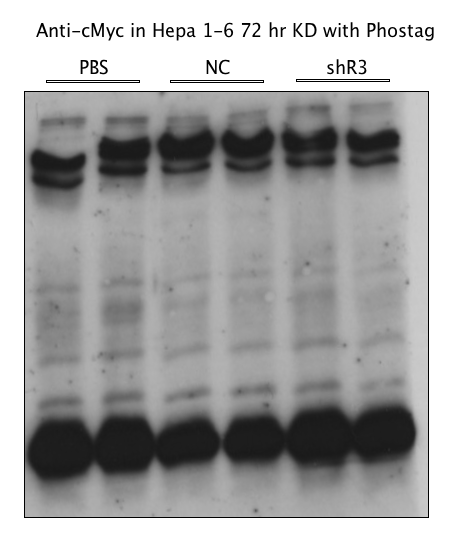 Anti-cMyc in Hepa 1-6 72 hr KD with Phostag
PBS NC shR3